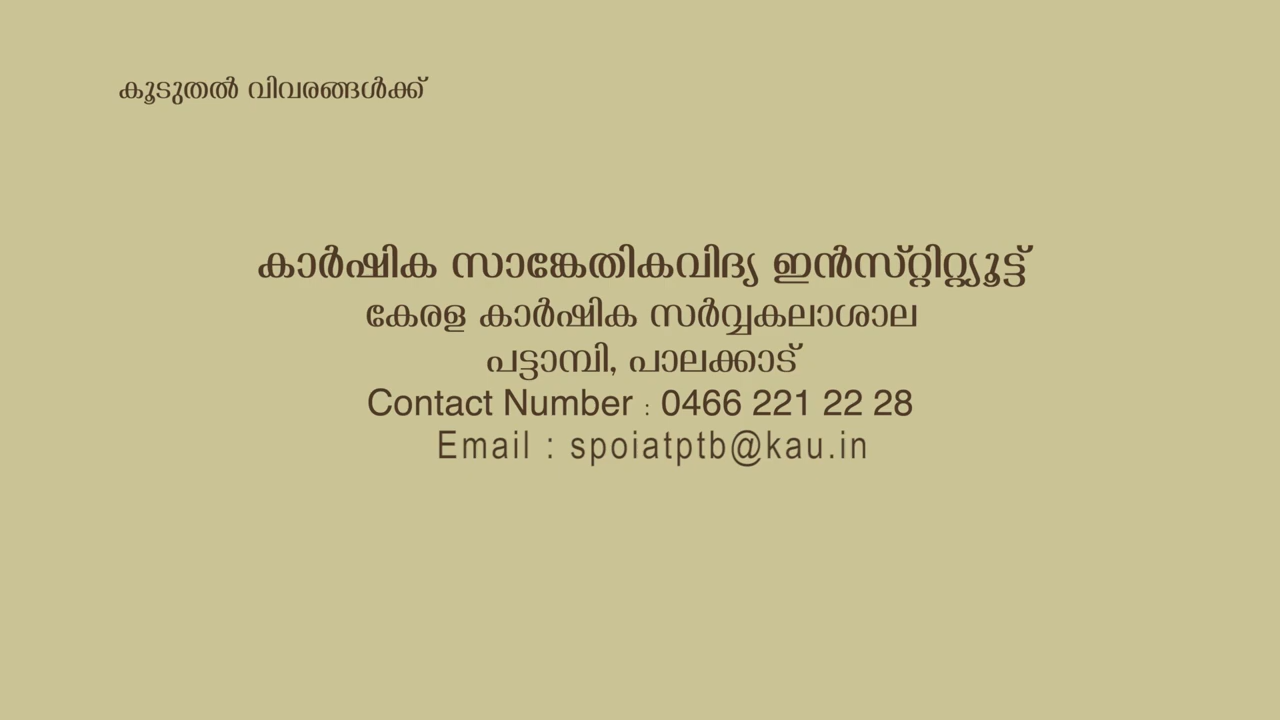 കൂടുതൽ വിവരങ്ങൾക്ക്
കാർഷിക സാങ്കേതികവിദ്യ ഇൻസ്റ്റിറ്റ്യൂട്ട്
കേരള കാർഷിക സർവ്വകലാശാല
പട്ടാമ്പി, പാലക്കാട്
Contact Number : 0466 221 22 28
Email : spoiatptb@kau.in